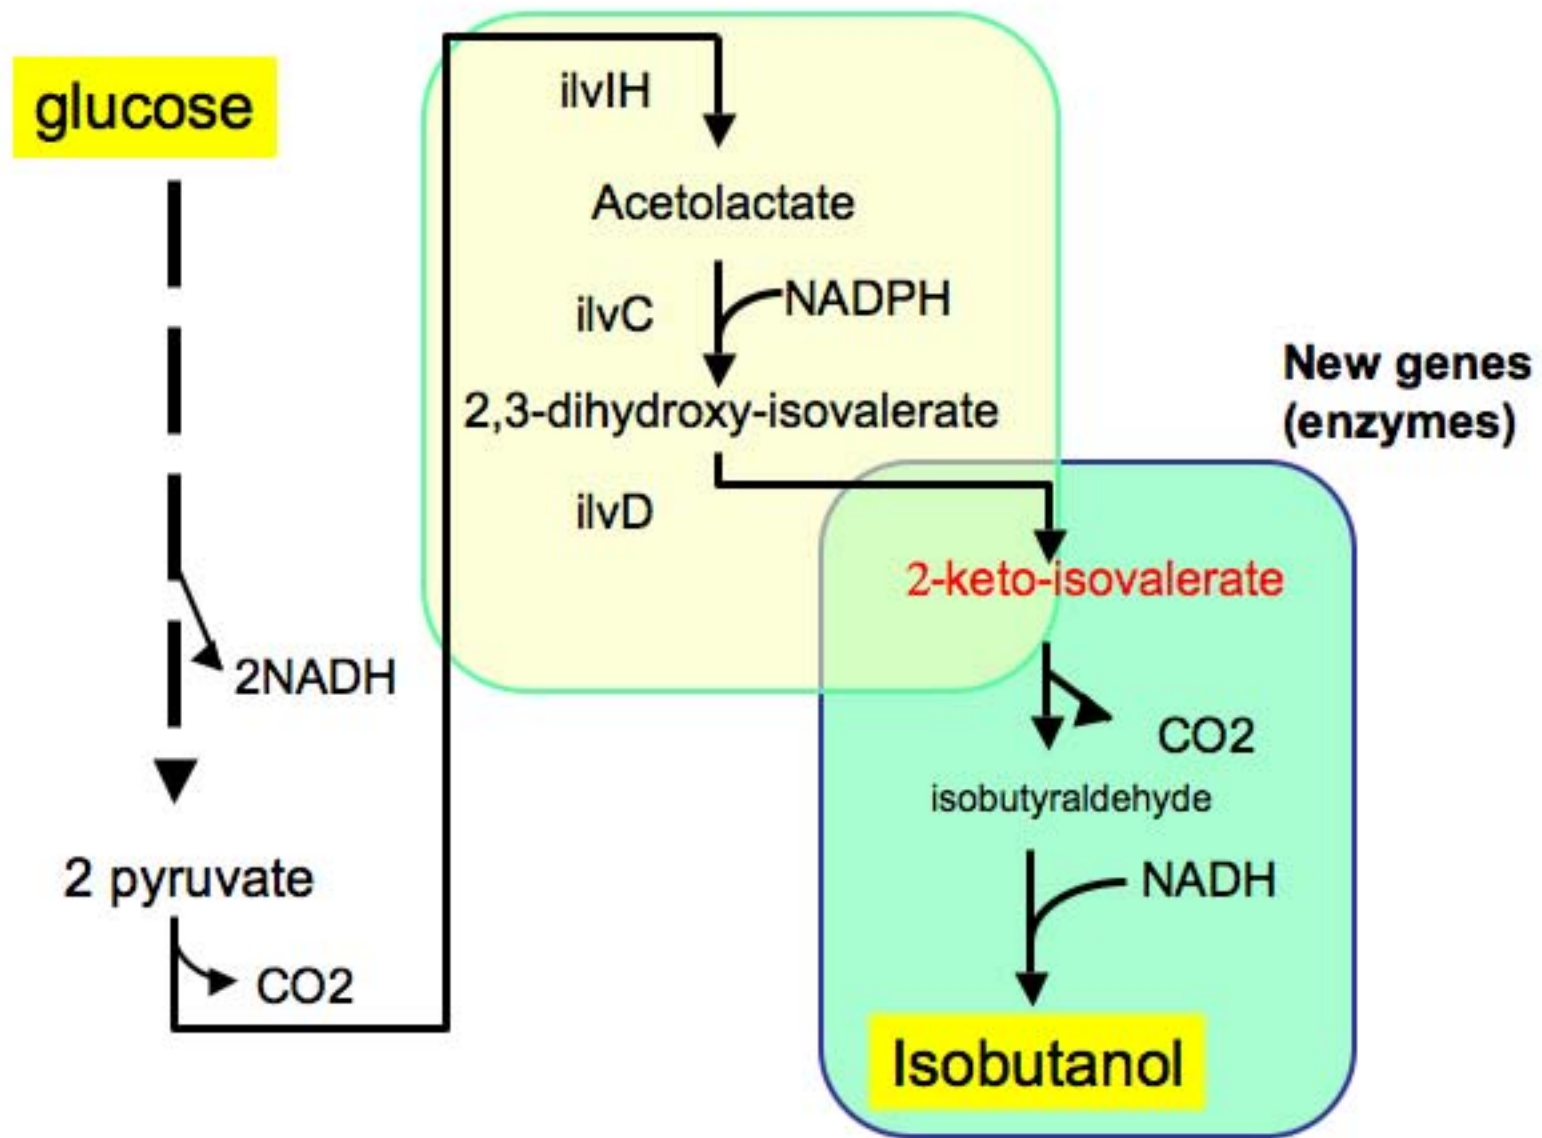 glucose
2NADH
2 pyruvate
CO2
ilvIH
Acetolactate
ilvC
NADPH
2,3-dihydroxy-isovalerate
ilvD
New genes
(enzymes)
2-keto-isovalerate
CO2
isobutyraldehyde
NADH
Isobutanol